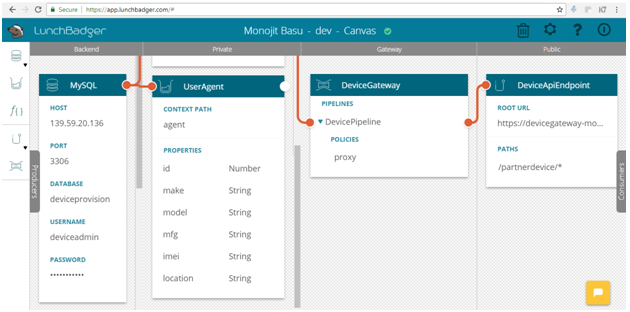 Secure
https://app.lunchbadger.com/#
LunchBadger
Monojit Basu - dev - Canvas
?
Backend
Private
Gateway
Public
f()
Producers
MySQL
HOST
139.59.20.136
PORT
3306
DATABASE
deviceprovision
USERNAME
deviceadmin
PASSWORD
•••••••••••
UserAgent
CONTEXT PATH
agent
PROPERTIES
id Number
make String
model String
mfg String
imei String
location String
DeviceGateway
PIPELINES
DevicePipeline
POLICIES
proxy
DeviceApiEndpoint
ROOT URL
https://devicegateway-mo...
PATHS
/partnerdevice/*
Consumers